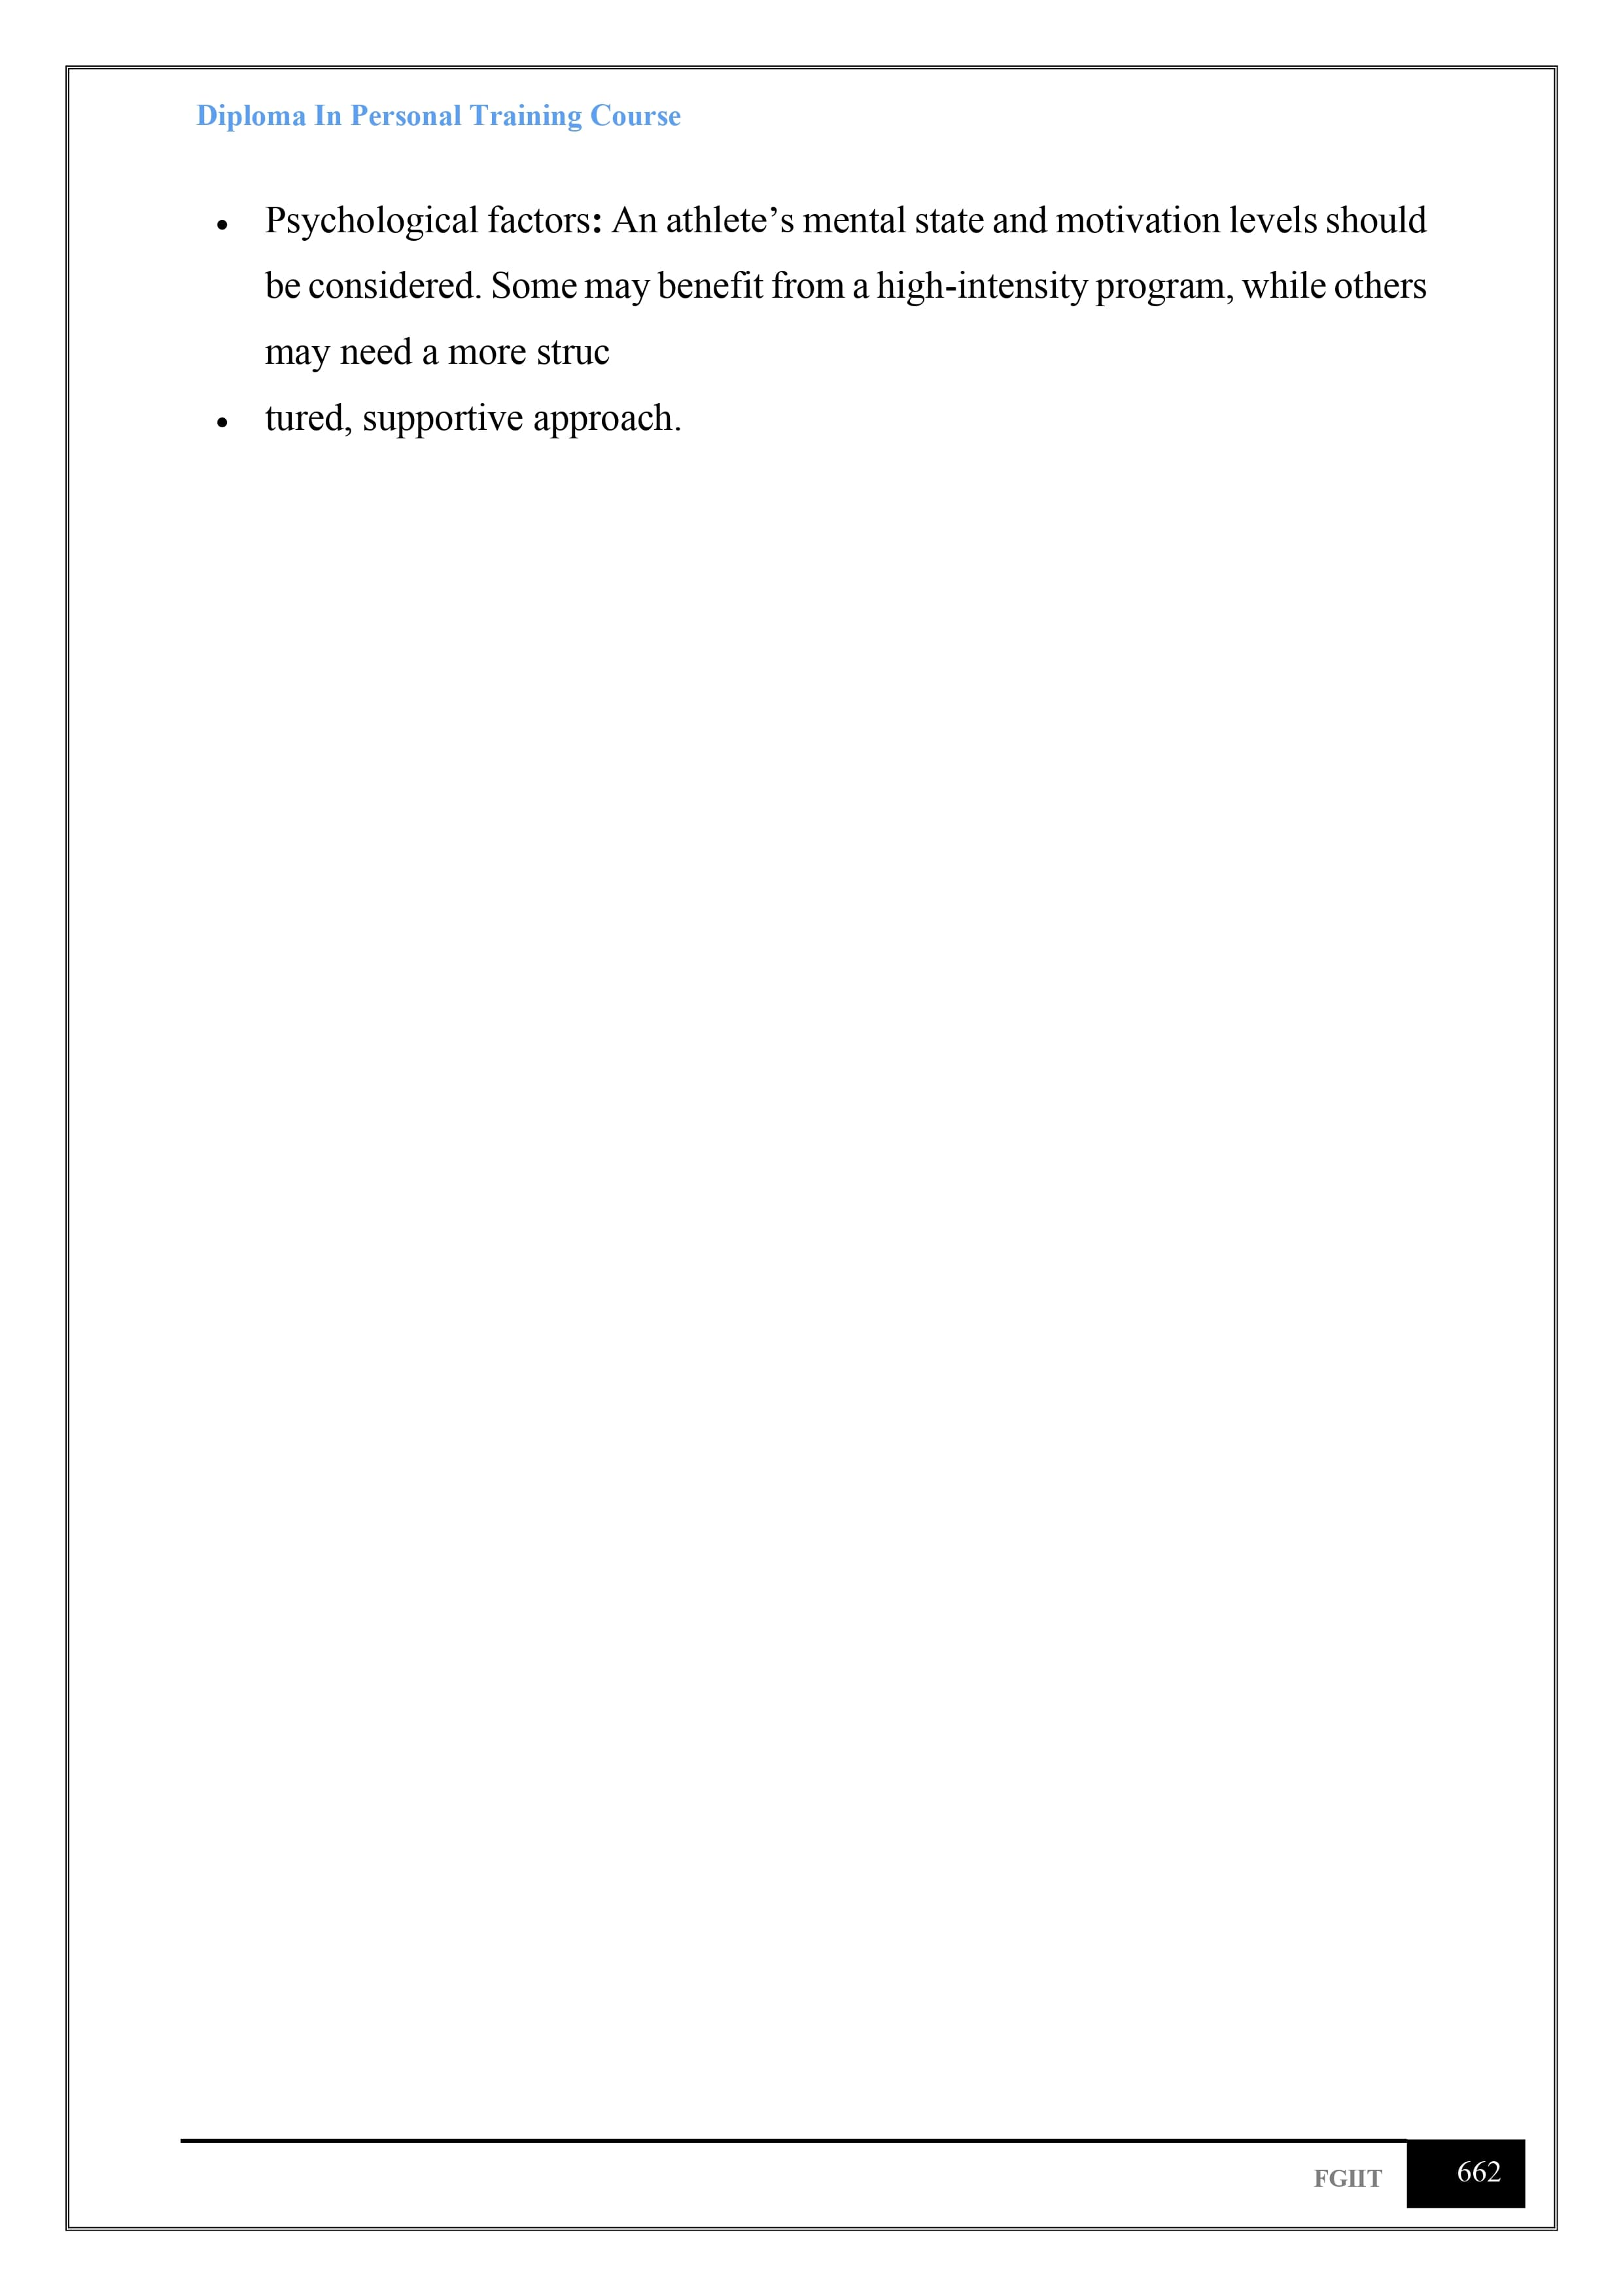 Diploma In Personal Training Course
• Psychological factors: An athlete’s mental state and motivation levels should
be considered. Some may benefit from a high-intensity program, while others
may need a more struc
• tured, supportive approach.
FGIIT
662